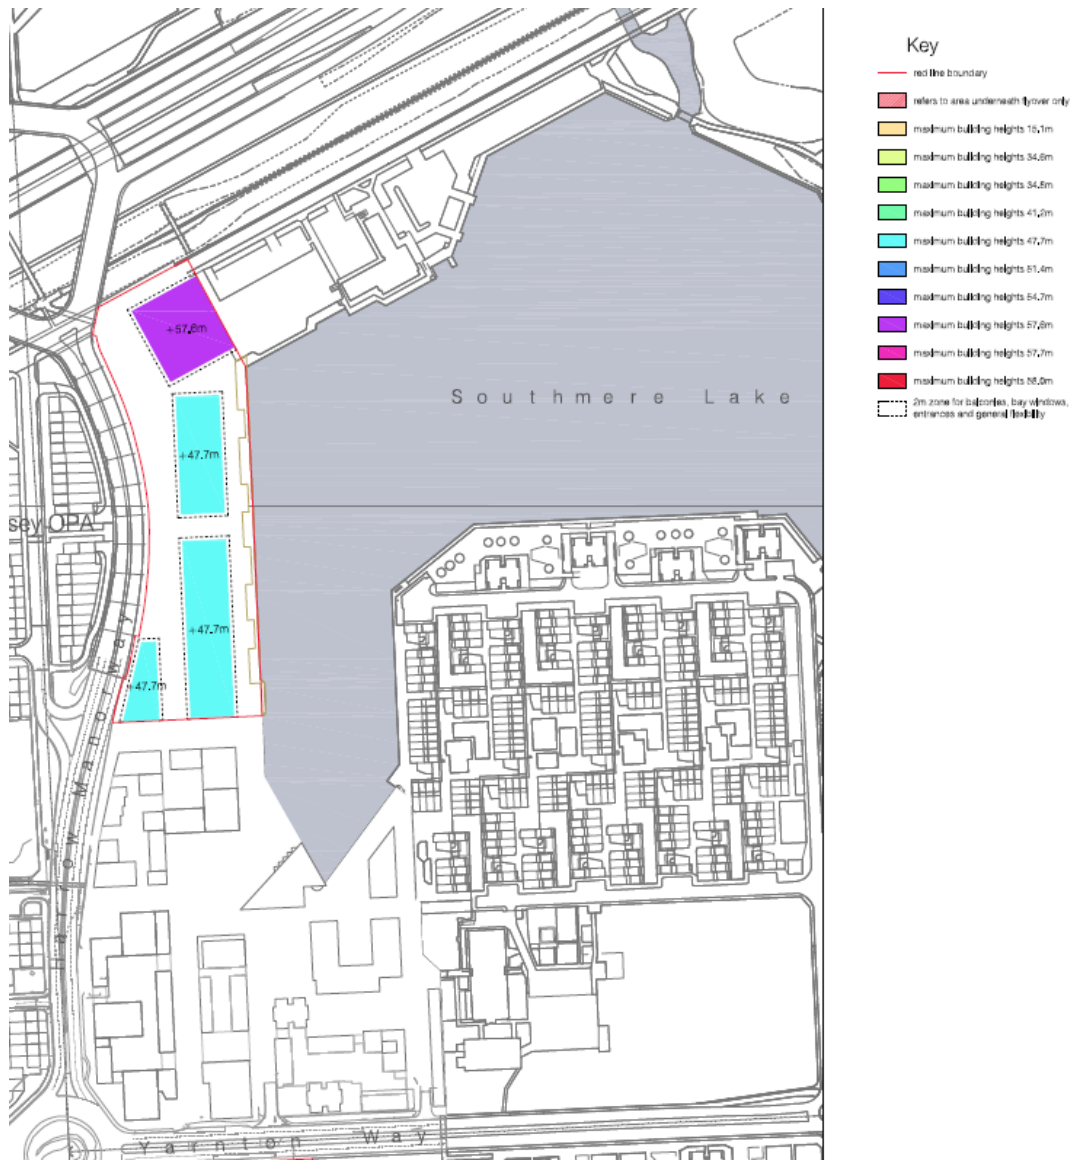 Key
red line boundary
refers to area underneath flyover only
maximum building heights 15.1m
maximum building heights 34.6m
maximum building heights 34.5m
maximum building heights 41.2m
maximum building heights 47.7m
maximum building heights 51.4m
maximum building heights 54.7m
maximum building heights 57.6m
maximum building heights 57.7m
maximum building heights 58.0m
2m zone for balconies, bay windows,
entrances and general flexibility
+57.6m
Southmere Lake
+47.7m
sey OPA
+47.7m
+47.7m
Harrow Manorway
Yarnton Way